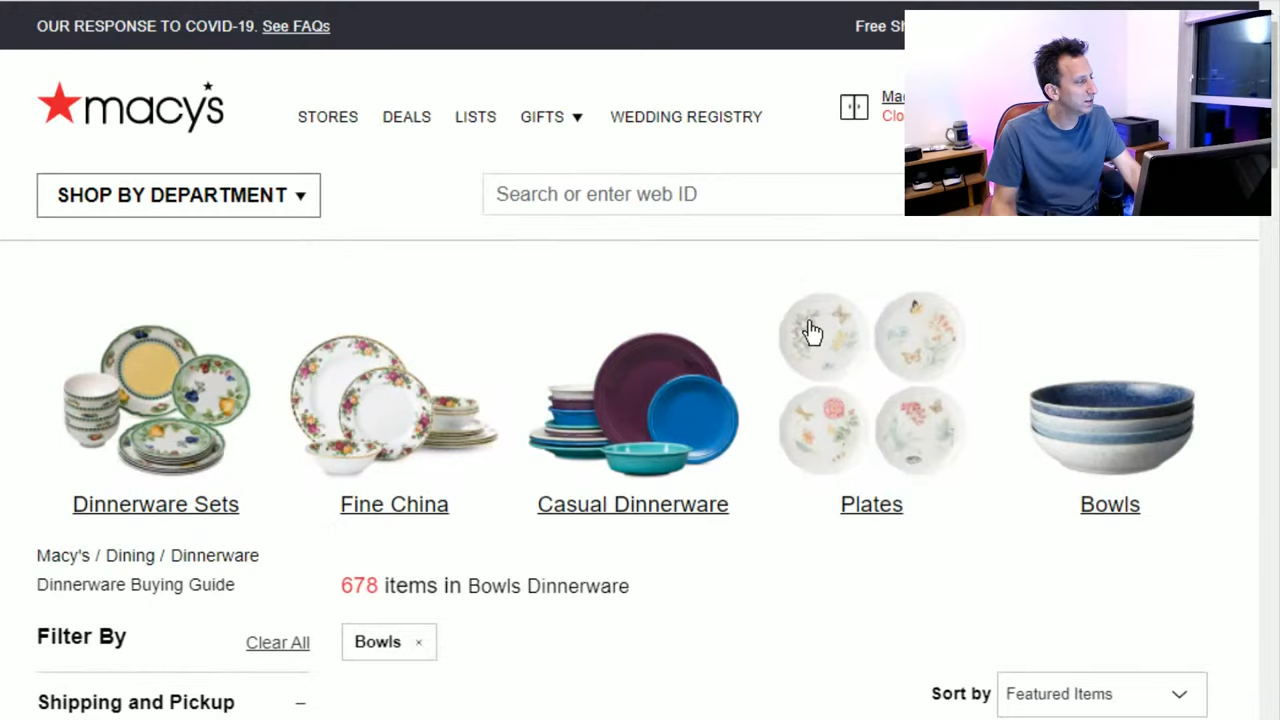 OUR RESPONSE TO COVID-19. See FAQs
Free
macy's
STORES DEALS LISTS GIFTS ▼ WEDDING REGISTRY
SHOP BY DEPARTMENT ▼
Search or enter web ID
Dinnerware Sets
Fine China
Casual Dinnerware
Plates
Bowls
Macy's / Dining / Dinnerware
Dinnerware Buying Guide
678 items in Bowls Dinnerware
Filter By
Clear All
Bowls ×
Shipping and Pickup –
Sort by
Featured Items